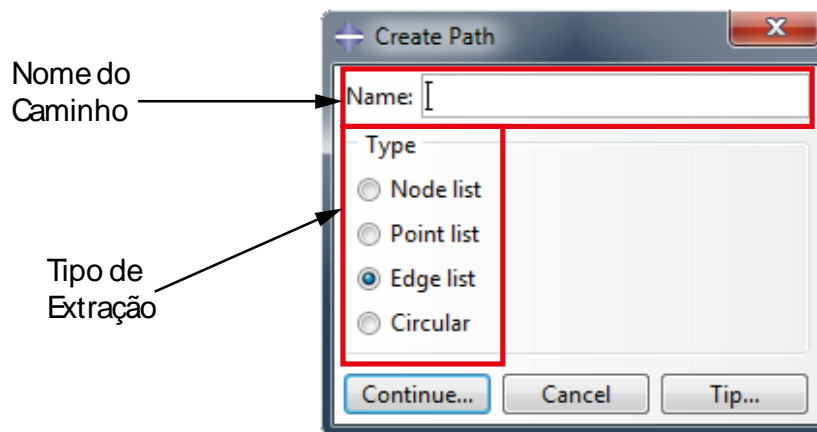 Create Path
x
Nome do
Caminho
Name:
Type
Node list
Point list
Edge list
Circular
Tipo de
Extração
Continue... Cancel Tip...